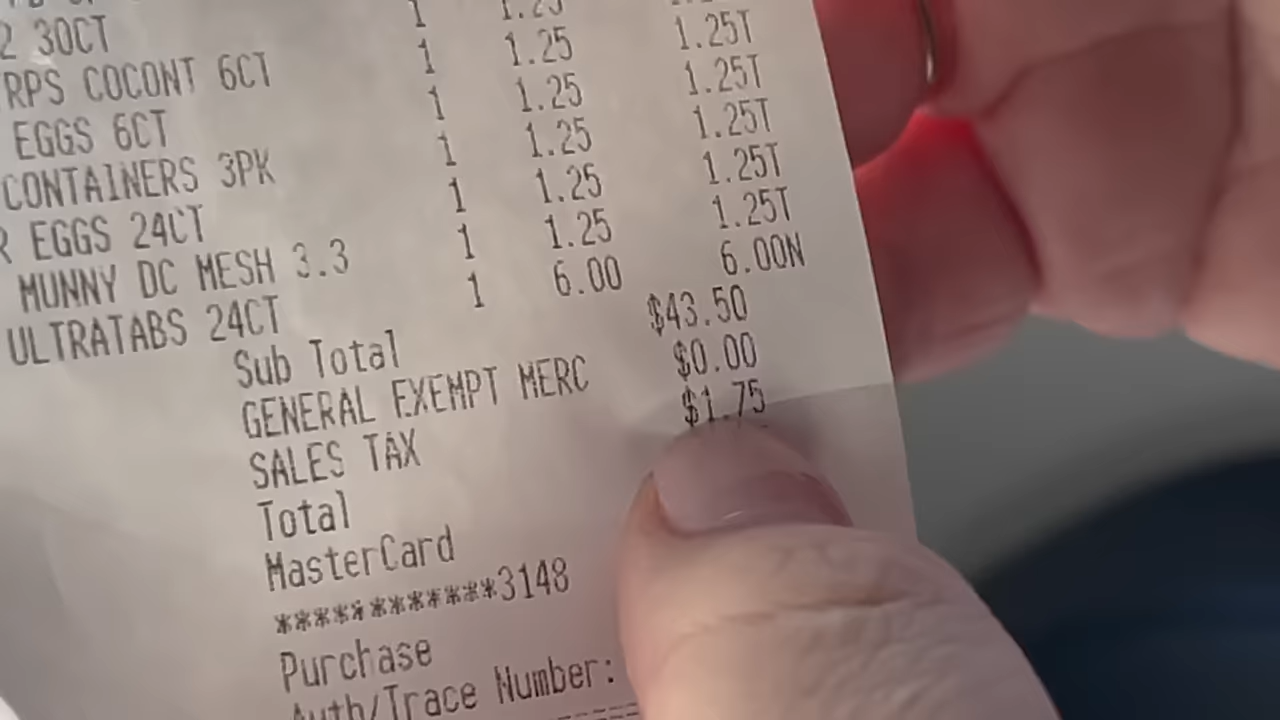 2 30CT 1 1.25
RPS COCONT 6CT 1 1.25 1.25T
EGGS 6CT 1 1.25 1.25T
CONTAINERS 3PK 1 1.25 1.25T
R EGGS 24CT 1 1.25 1.25T
MUNNY DC MESH 3.3 1 1.25 1.25T
ULTRATABS 24CT 1 6.00 6.00N
Sub Total $43.50
GENERAL EXEMPT MERC $0.00
SALES TAX $1.75
Total
MasterCard
************3148
Purchase
Auth/Trace Number: